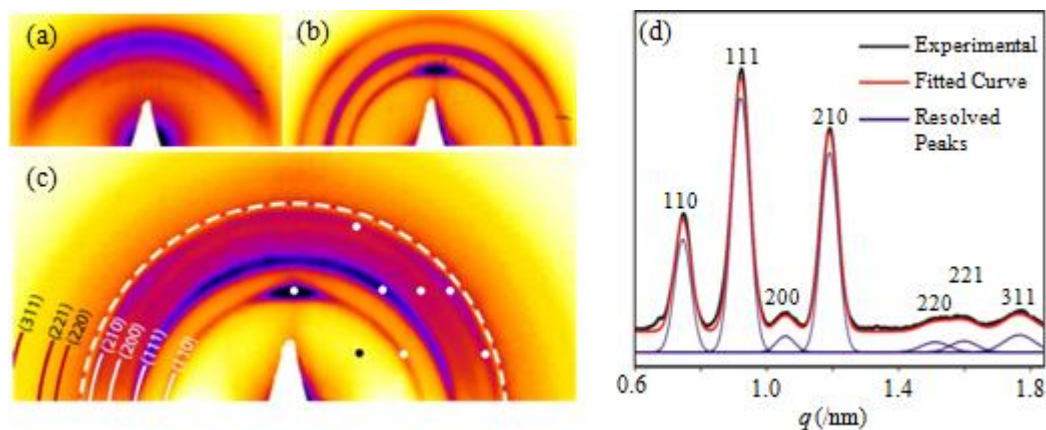 (a)
(b)
(c)
(311)
(221)
(220)
(210)
(200)
(111)
(110)
(d)
Experimental
Fitted Curve
Resolved
Peaks
110
111
200
210
220
221
311
0.6
1.0
1.4
1.8
q (/nm)